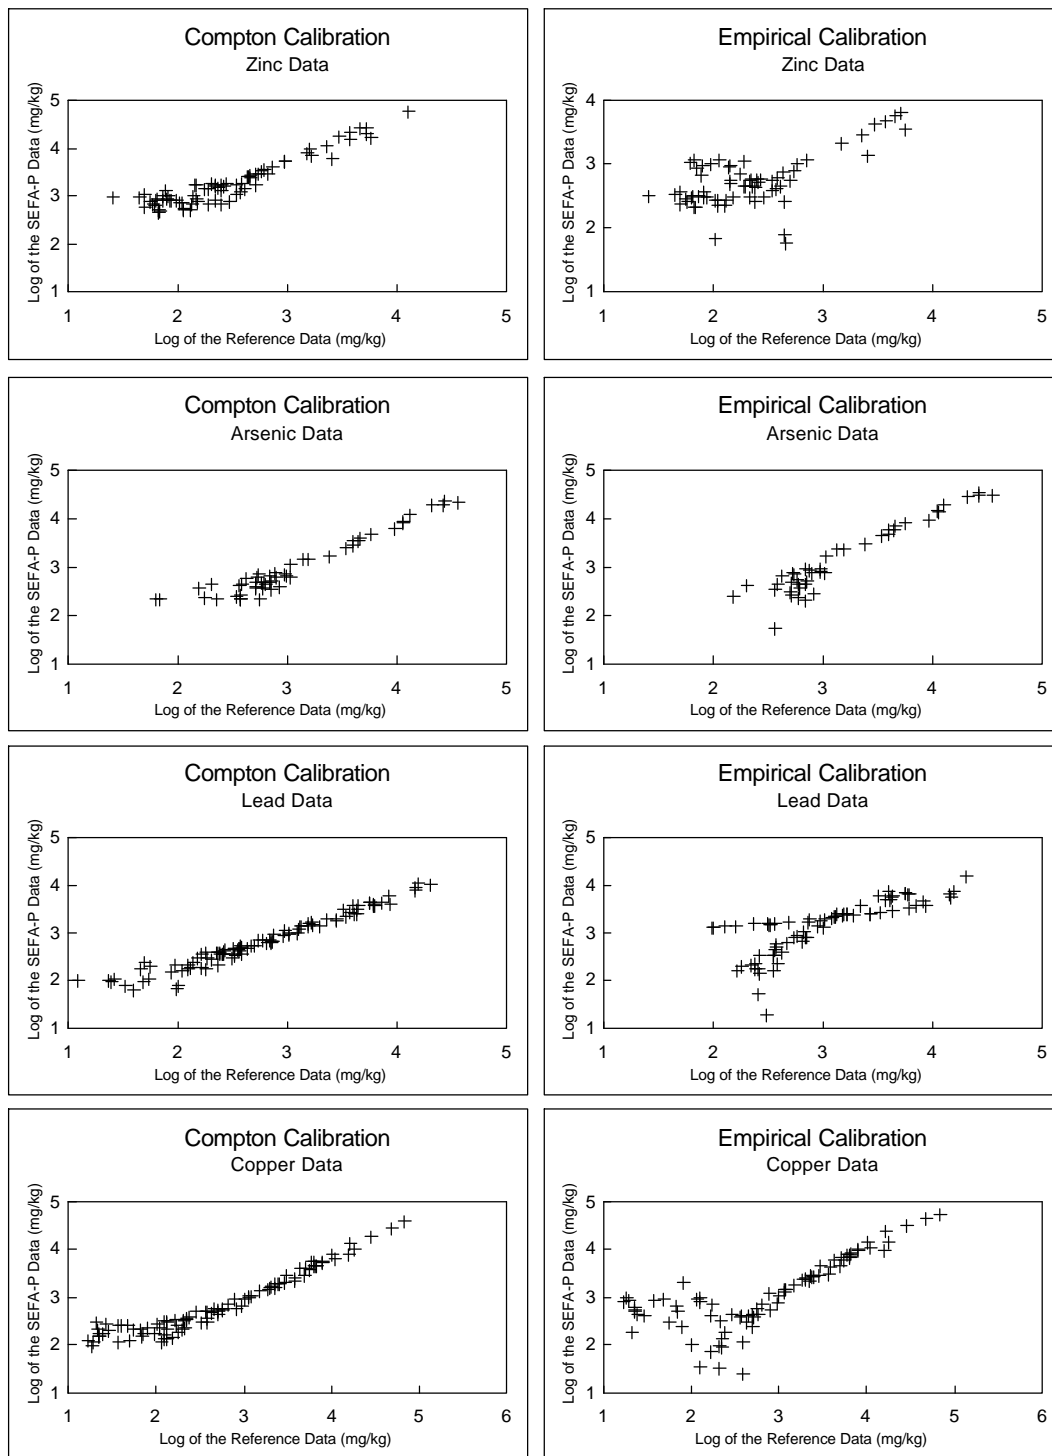 Compton Calibration
Zinc Data
Log of the SEFA-P Data (mg/kg)
5
4
3
2
1
1 2 3 4 5
Log of the Reference Data (mg/kg)
Empirical Calibration
Zinc Data
Log of the SEFA-P Data (mg/kg)
4
3
2
1
1 2 3 4 5
Log of the Reference Data (mg/kg)
Compton Calibration
Arsenic Data
Log of the SEFA-P Data (mg/kg)
5
4
3
2
1
1 2 3 4 5
Log of the Reference Data (mg/kg)
Empirical Calibration
Arsenic Data
Log of the SEFA-P Data (mg/kg)
5
4
3
2
1
1 2 3 4 5
Log of the Reference Data (mg/kg)
Compton Calibration
Lead Data
Log of the SEFA-P Data (mg/kg)
5
4
3
2
1
1 2 3 4 5
Log of the Reference Data (mg/kg)
Empirical Calibration
Lead Data
Log of the SEFA-P Data (mg/kg)
5
4
3
2
1
1 2 3 4 5
Log of the Reference Data (mg/kg)
Compton Calibration
Copper Data
Log of the SEFA-P Data (mg/kg)
5
4
3
2
1
1 2 3 4 5 6
Log of the Reference Data (mg/kg)
Empirical Calibration
Copper Data
Log of the SEFA-P Data (mg/kg)
5
4
3
2
1
1 2 3 4 5 6
Log of the Reference Data (mg/kg)